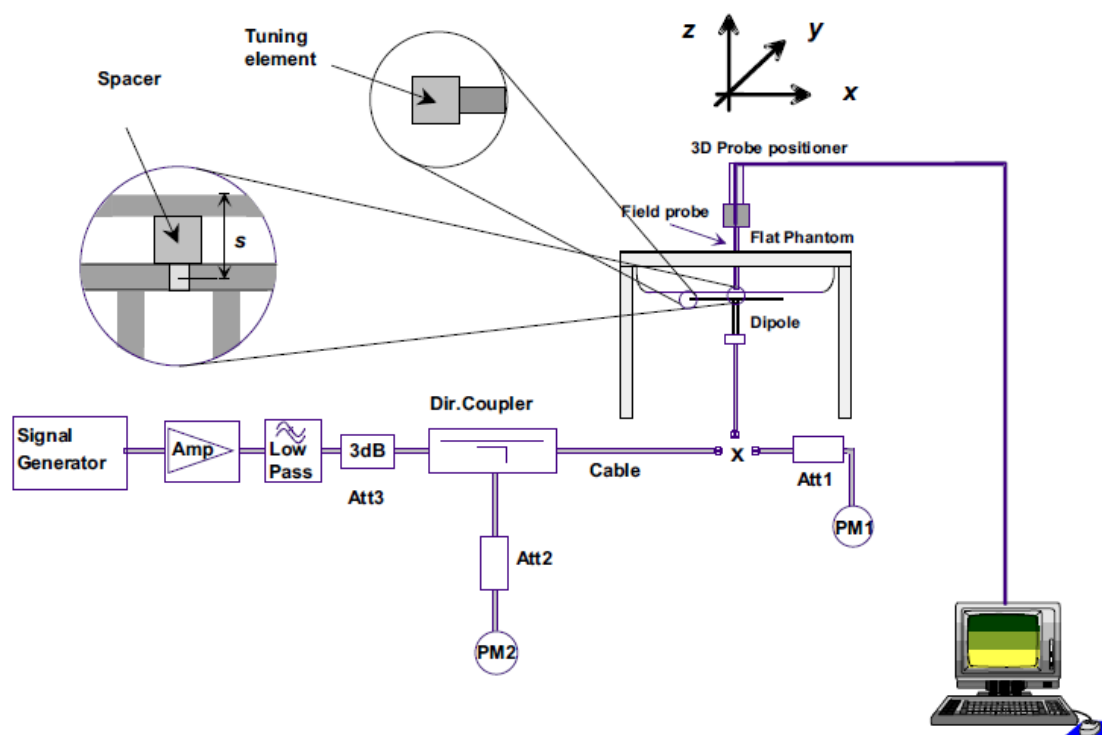 Tuning
element
z
y
x
Spacer
3D Probe positioner
s
Field probe
Flat Phantom
Dipole
Dir.Coupler
Signal
Generator
Amp
Low
Pass
3dB
Att3
Cable
x
Att1
PM1
Att2
PM2